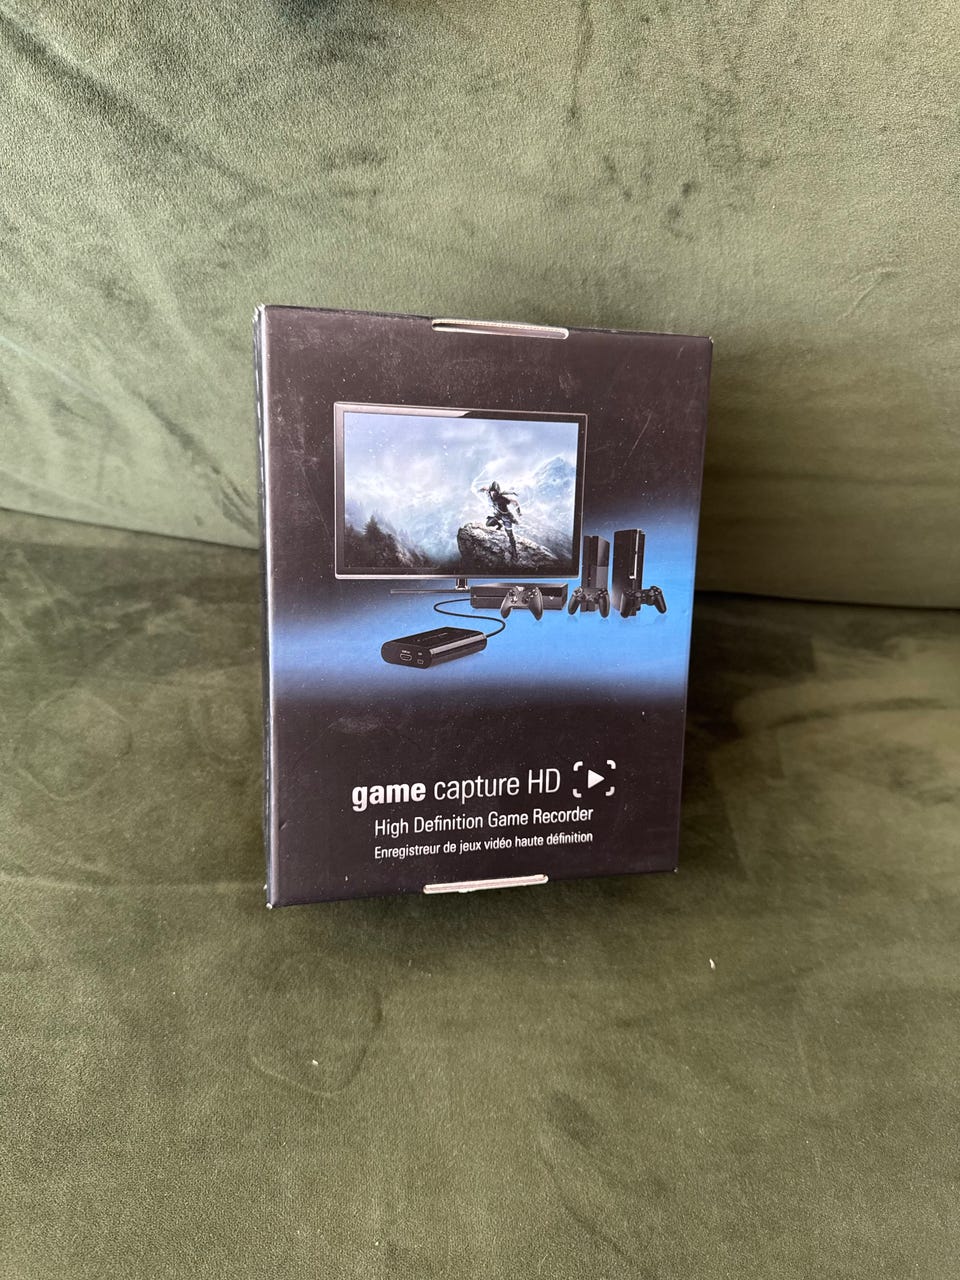 game capture HD
High Definition Game Recorder
Enregistreur de jeux vidéo haute définition